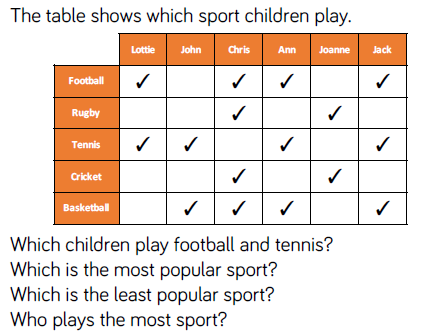 The table shows which sport children play.
Lottie John Chris Ann Joanne Jack
Football ✓ ✓ ✓ ✓
Rugby ✓ ✓
Tennis ✓ ✓ ✓ ✓
Cricket ✓ ✓
Basketball ✓ ✓ ✓ ✓
Which children play football and tennis?
Which is the most popular sport?
Which is the least popular sport?
Who plays the most sport?